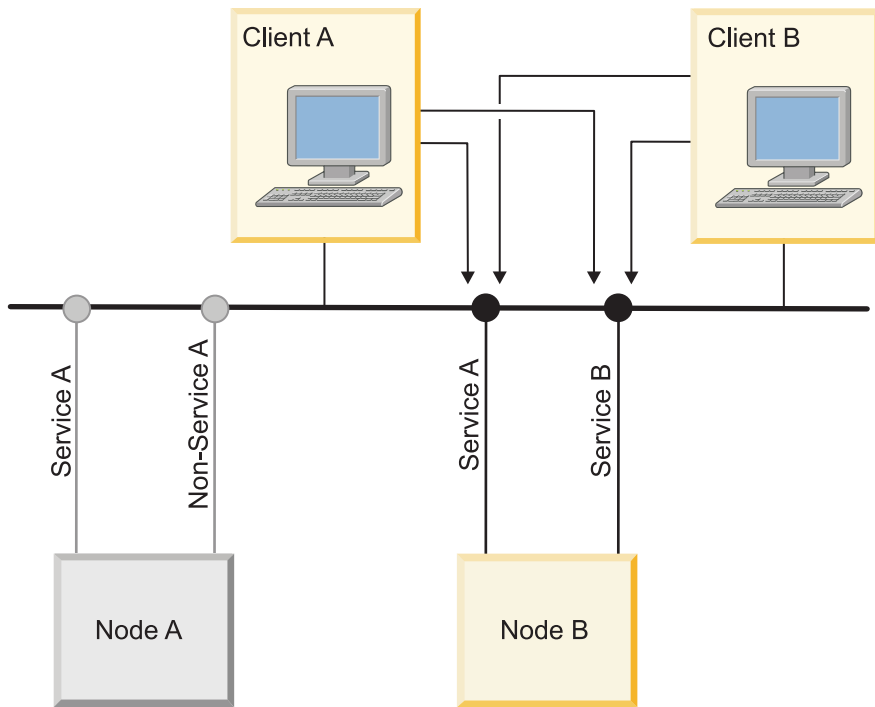 Client A
Client B
Service A
Non-Service A
Service A
Service B
Node A
Node B